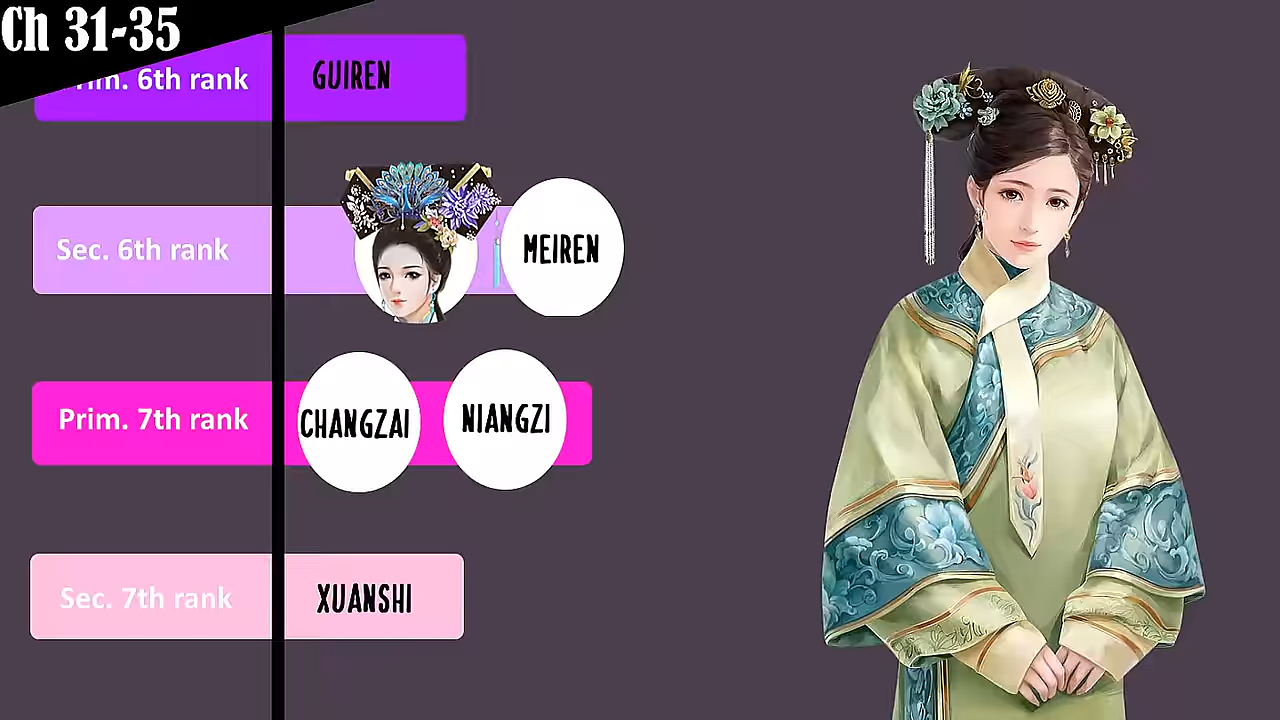 Ch 31-35
Prim. 6th rank
GUIREN
Sec. 6th rank
MEIREN
Prim. 7th rank
CHANGZAI
NIANGZI
Sec. 7th rank
XUANSHI